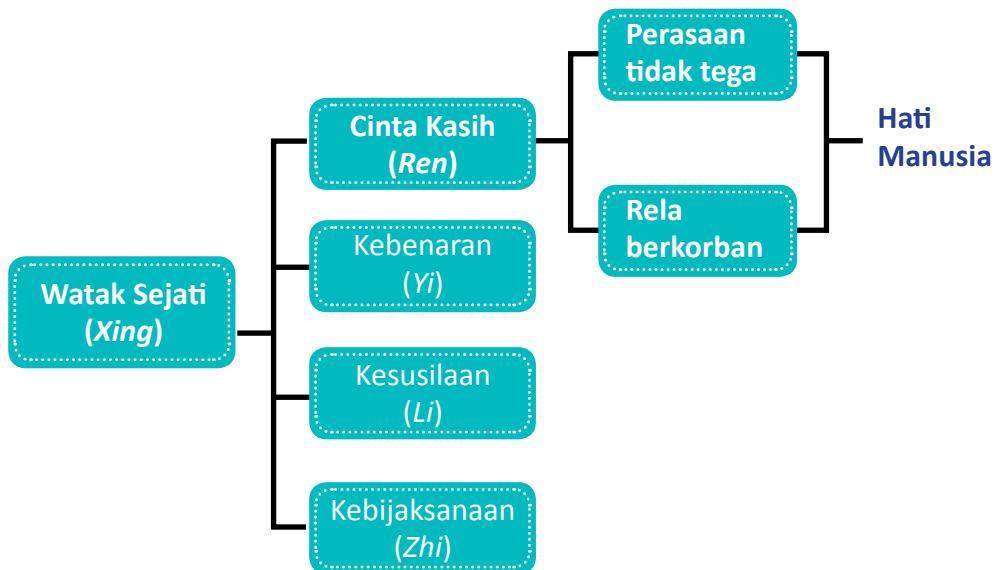 Watak Sejati
(Xing)
Cinta Kasih
(Ren)
Kebenaran
(Yi)
Kesusilaan
(Li)
Kebijaksanaan
(Zhi)
Perasaan
tidak tega
Rela
berkorban
Hati
Manusia